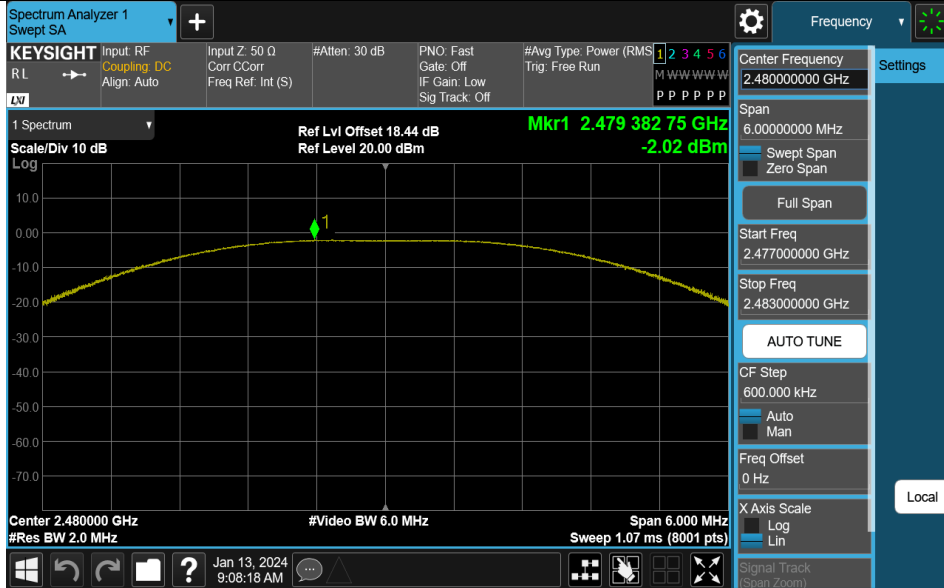 Spectrum Analyzer 1
Swept SA
+
Frequency
KEYSIGHT
R L
LXI
Input: RF
Coupling: DC
Align: Auto
Input Z: 50 Ω
Corr CCorr
Freq Ref: Int (S)
#Atten: 30 dB
PNO: Fast
Gate: Off
IF Gain: Low
Sig Track: Off
#Avg Type: Power (RMS
Trig: Free Run
1 2 3 4 5 6
M W W W W W
P P P P P P
1 Spectrum
Scale/Div 10 dB
Log
Ref Lvl Offset 18.44 dB
Ref Level 20.00 dBm
Mkr1 2.479 382 75 GHz
-2.02 dBm
1
10.0
0.00
-10.0
-20.0
-30.0
-40.0
-50.0
-60.0
-70.0
Center 2.480000 GHz
#Res BW 2.0 MHz
#Video BW 6.0 MHz
Span 6.000 MHz
Sweep 1.07 ms (8001 pts)
Center Frequency
2.480000000 GHz
Span
6.00000000 MHz
Swept Span
Zero Span
Full Span
Start Freq
2.477000000 GHz
Stop Freq
2.483000000 GHz
AUTO TUNE
CF Step
600.000 kHz
Auto
Man
Freq Offset
0 Hz
X Axis Scale
Log
Lin
Signal Track
(Span Zoom)
Settings
Local
?
Jan 13, 2024
9:08:18 AM